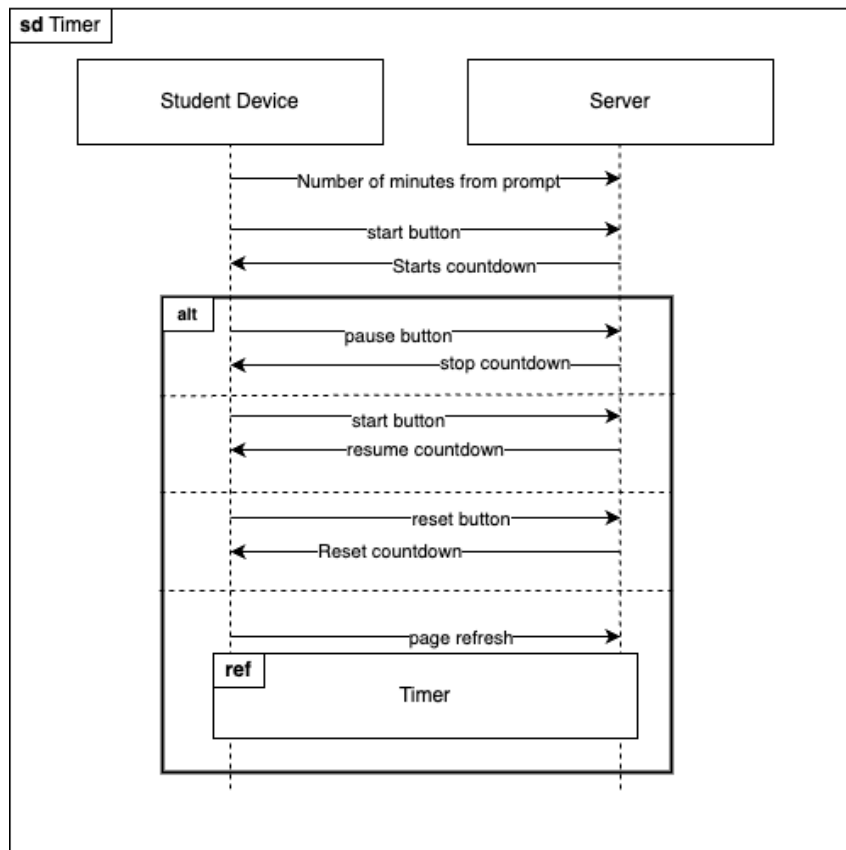 sd Timer
Student Device
Server
Number of minutes from prompt
start button
Starts countdown
alt
pause button
stop countdown
start button
resume countdown
reset button
Reset countdown
page refresh
ref
Timer